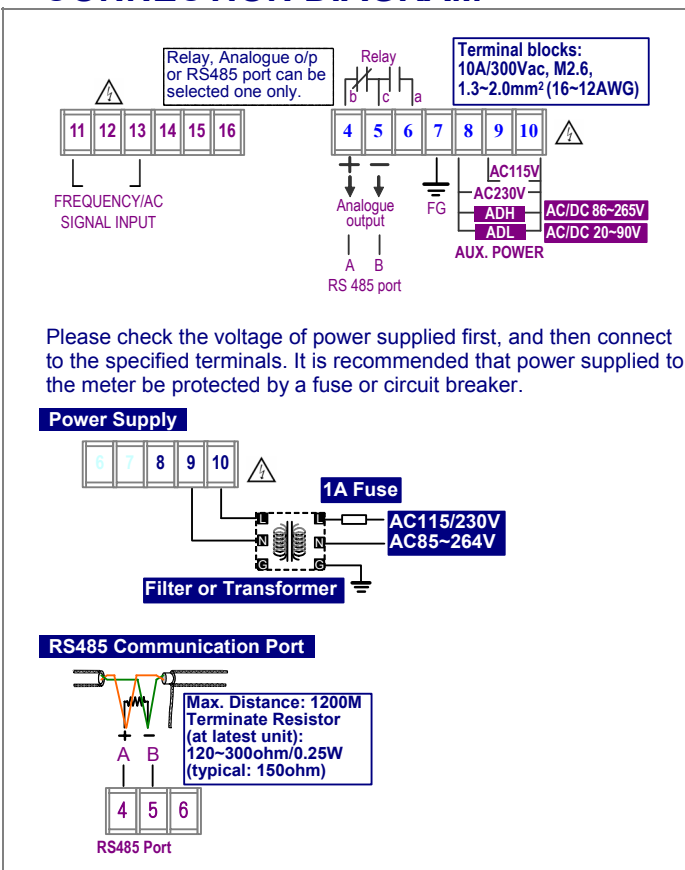 CONNECTION DIAGRAM
Relay, Analogue o/p
or RS485 port can be
selected one only.
Relay
b c a
Terminal blocks:
10A/300Vac, M2.6,
1.3~2.0mm² (16~12AWG)
11 12 13 14 15 16
4 5 6 7 8 9 10
FREQUENCY/AC
SIGNAL INPUT
+ −
Analogue
output
A B
RS 485 port
FG
AC115V
AC230V
ADH AC/DC 86~265V
ADL AC/DC 20~90V
AUX. POWER
Please check the voltage of power supplied first, and then connect
to the specified terminals. It is recommended that power supplied to
the meter be protected by a fuse or circuit breaker.
Power Supply
6 7 8 9 10
1A Fuse
L L AC115/230V
N N AC85~264V
G G
Filter or Transformer
RS485 Communication Port
Max. Distance: 1200M
Terminate Resistor
(at latest unit):
120~300ohm/0.25W
(typical: 150ohm)
+ −
A B
4 5 6
RS485 Port